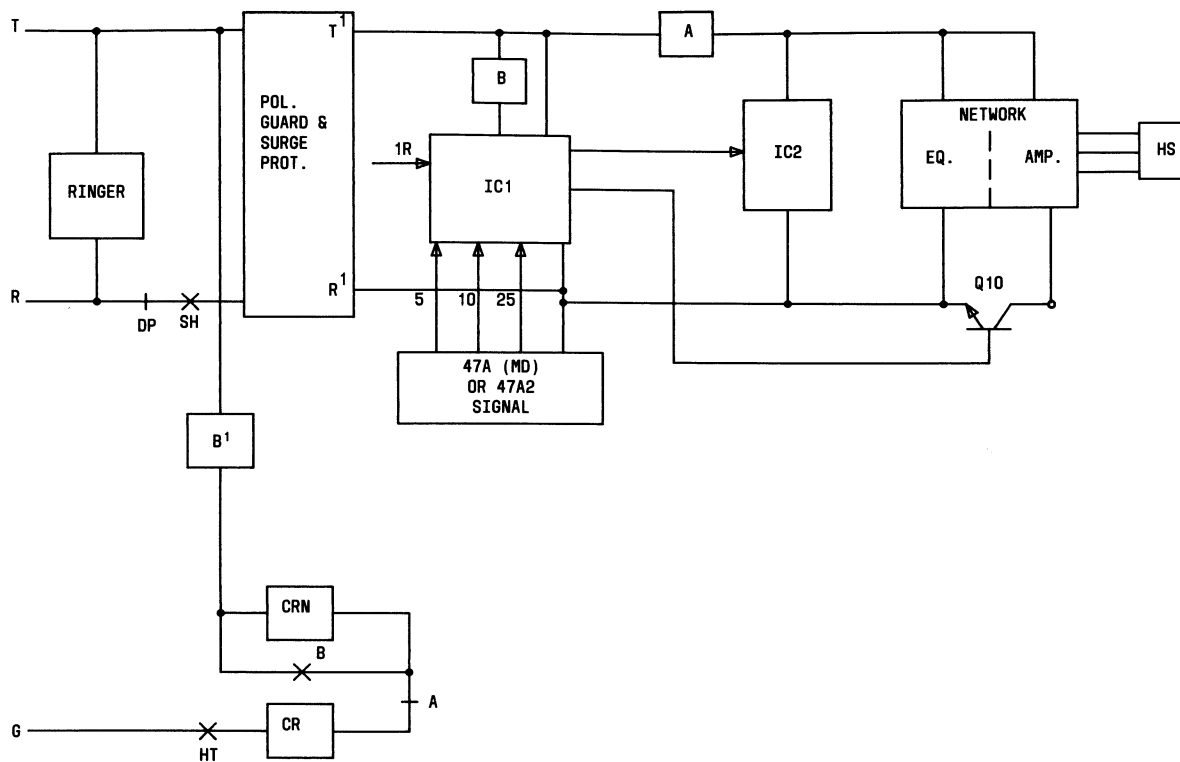 T
T¹
A
B
POL.
GUARD &
SURGE
PROT.
1R
IC1
IC2
NETWORK
EQ.
AMP.
HS
RINGER
R
DP
SH
R¹
5
10
25
Q10
47A (MD)
OR 47A2
SIGNAL
B¹
CRN
B
A
G
HT
CR